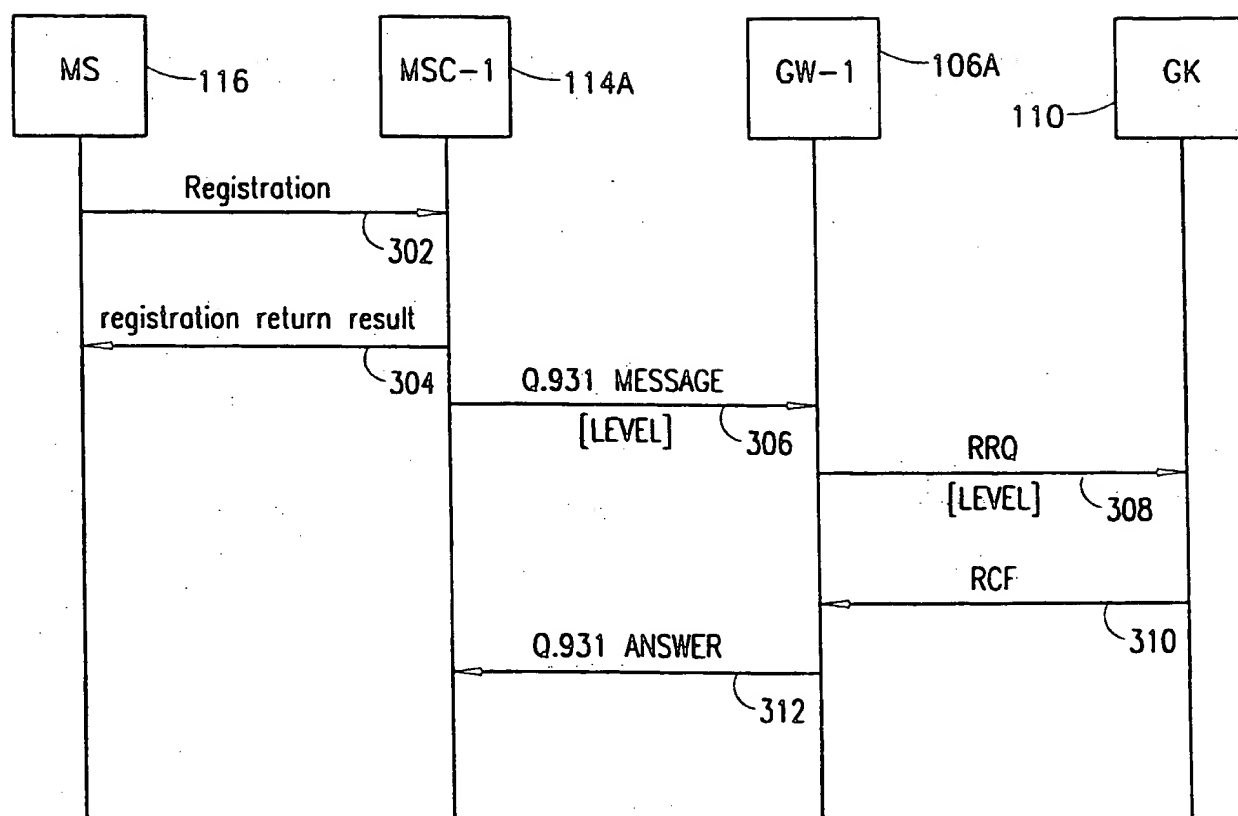 MS
116
MSC-1
114A
GW-1
106A
GK
110
Registration
302
registration return result
304
Q.931 MESSAGE
[LEVEL]
306
RRQ
[LEVEL]
308
RCF
310
Q.931 ANSWER
312